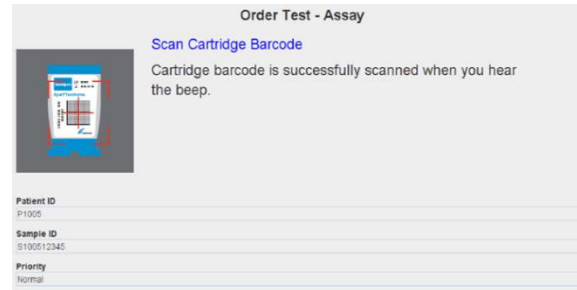 Order Test - Assay
Scan Cartridge Barcode
Cartridge barcode is successfully scanned when you hear
the beep.
Patient ID
P1005
Sample ID
S100512345
Priority
Normal